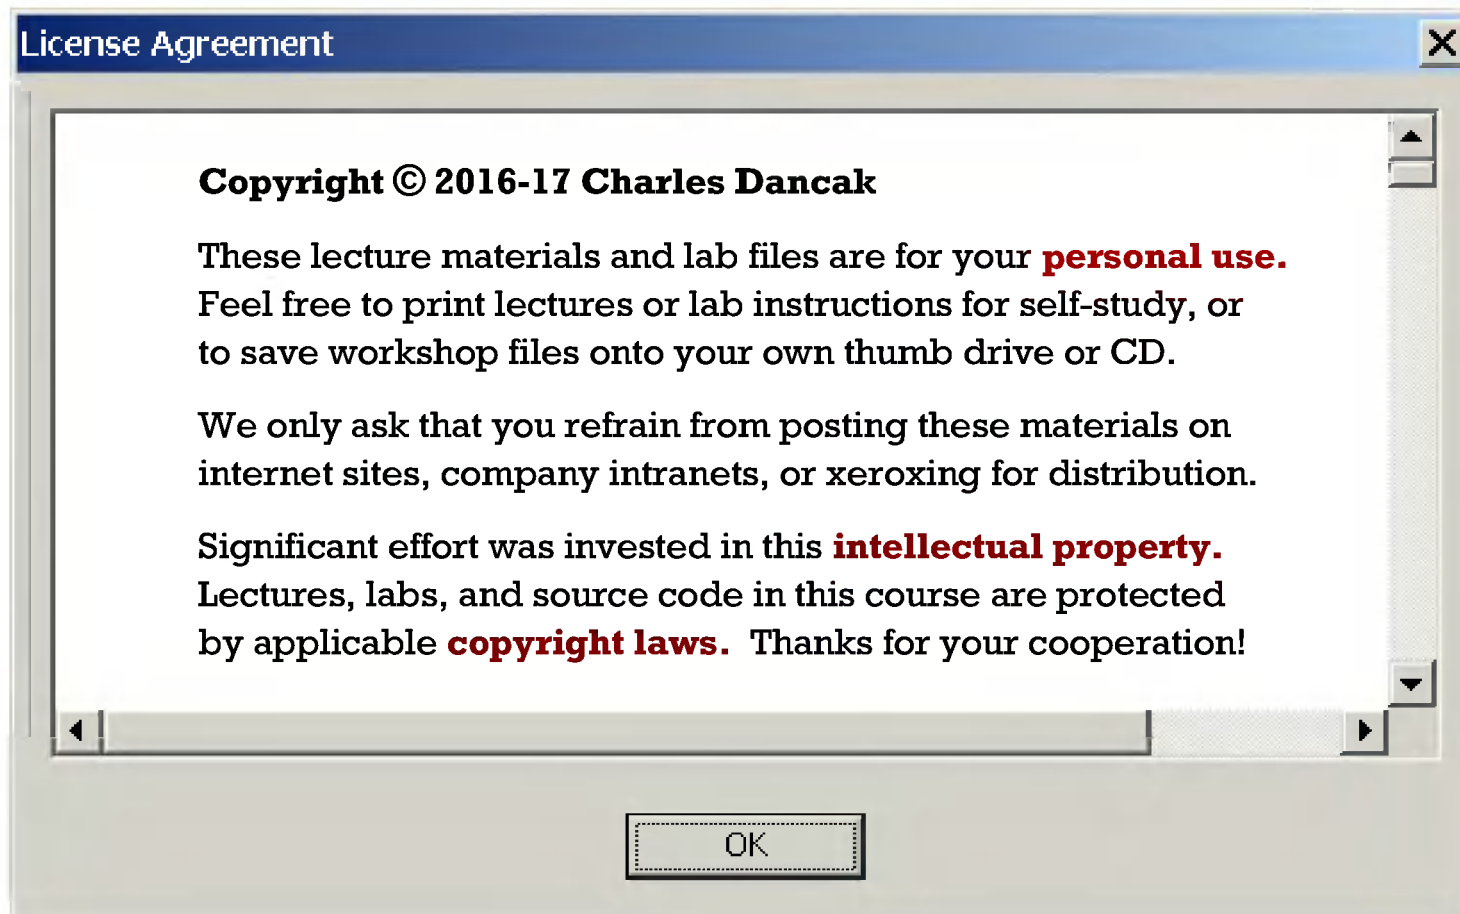 License Agreement
Copyright © 2016-17 Charles Dancak
These lecture materials and lab files are for your personal use.
Feel free to print lectures or lab instructions for self-study, or
to save workshop files onto your own thumb drive or CD.
We only ask that you refrain from posting these materials on
internet sites, company intranets, or xeroxing for distribution.
Significant effort was invested in this intellectual property.
Lectures, labs, and source code in this course are protected
by applicable copyright laws. Thanks for your cooperation!
OK